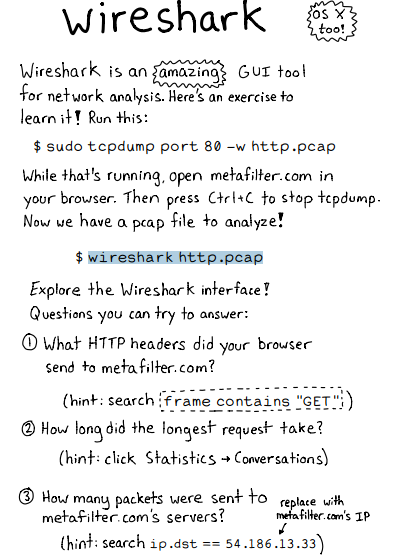 wireshark
OS X
too!
Wireshark is an amazing GUI tool
for network analysis. Here's an exercise to
learn it! Run this:
$ sudo tcpdump port 80 -w http.pcap
While that's running, open metafilter.com in
your browser. Then press Ctrl+C to stop tcpdump.
Now we have a pcap file to analyze!
$ wireshark http.pcap
Explore the Wireshark interface!
Questions you can try to answer:
① What HTTP headers did your browser
send to metafilter.com?
(hint: search frame contains "GET")
② How long did the longest request take?
(hint: click Statistics → Conversations)
③ How many packets were sent to
metafilter.com's servers?
replace with
metafilter.com's IP
(hint: search ip.dst == 54.186.13.33)